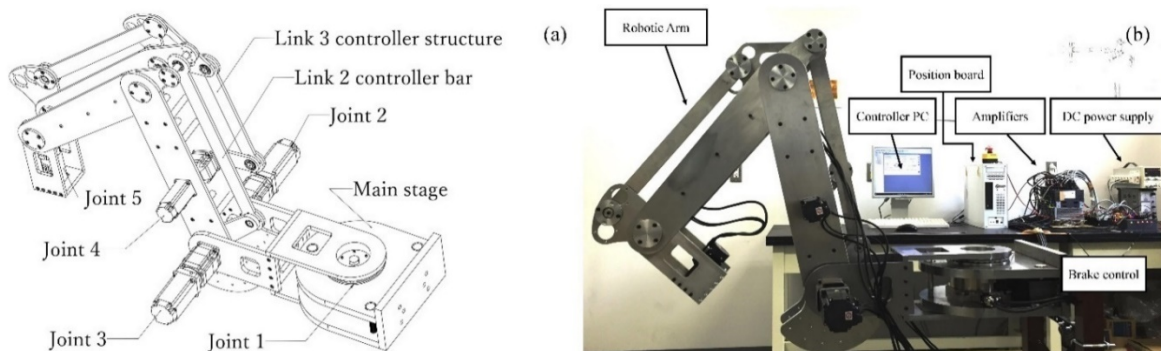 Link 3 controller structure
(a)
Link 2 controller bar
Joint 2
Main stage
Joint 5
Joint 4
Joint 3
Joint 1
Robotic Arm
(b)
Position board
Controller PC
Amplifiers
DC power supply
Brake control